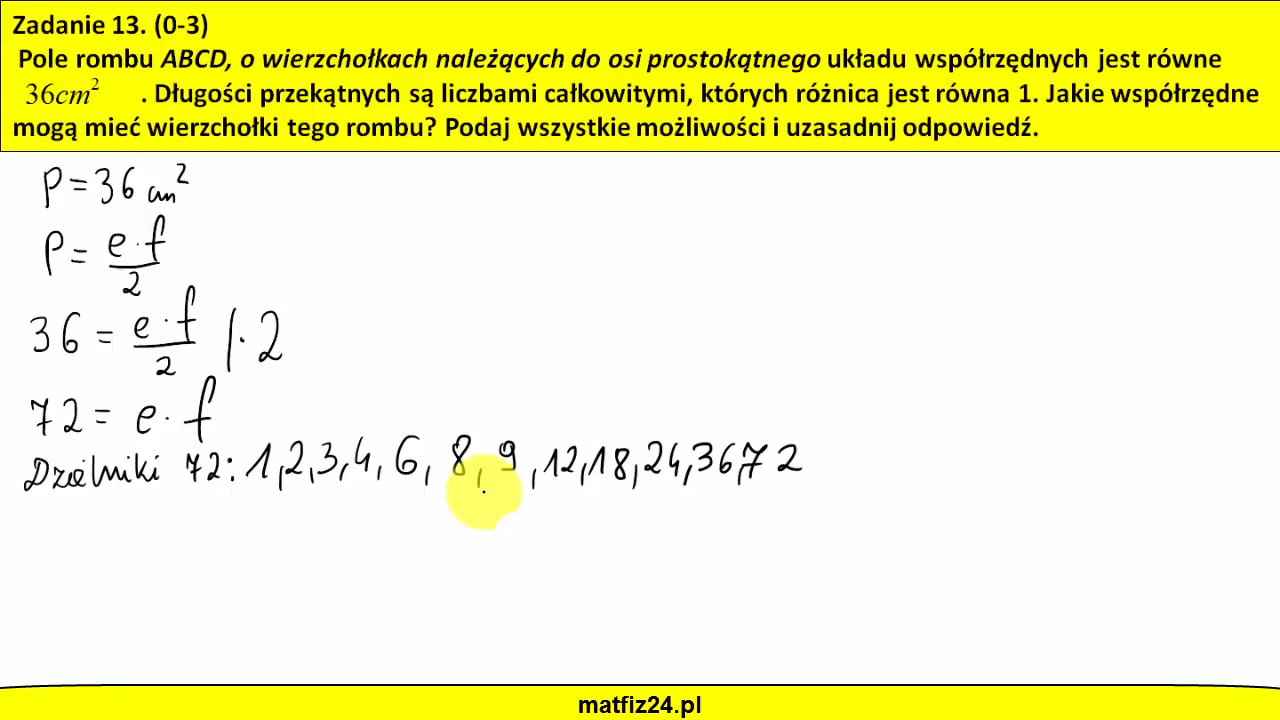 Zadanie 13. (0-3)
Pole rombu ABCD, o wierzchołkach należących do osi prostokątnego układu współrzędnych jest równe
36cm² . Długości przekątnych są liczbami całkowitymi, których różnica jest równa 1. Jakie współrzędne
mogą mieć wierzchołki tego rombu? Podaj wszystkie możliwości i uzasadnij odpowiedź.
P = 36 cm²
P = e·f/2
36 = e·f/2 |·2
72 = e·f
Dzielniki 72: 1,2,3,4,6,8,9,12,18,24,36,72
matfiz24.pl